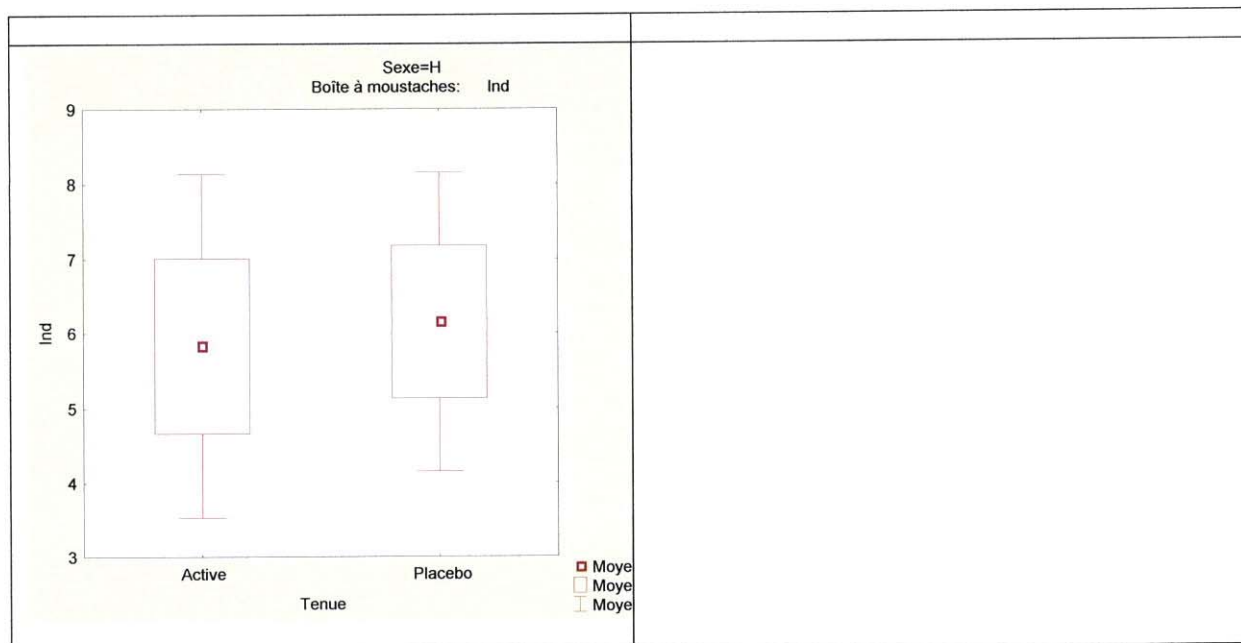 Sexe=H
Boîte à moustaches: Ind
9
8
7
6
5
4
3
Ind
Active Placebo
Tenue
Moye
Moye
Moye